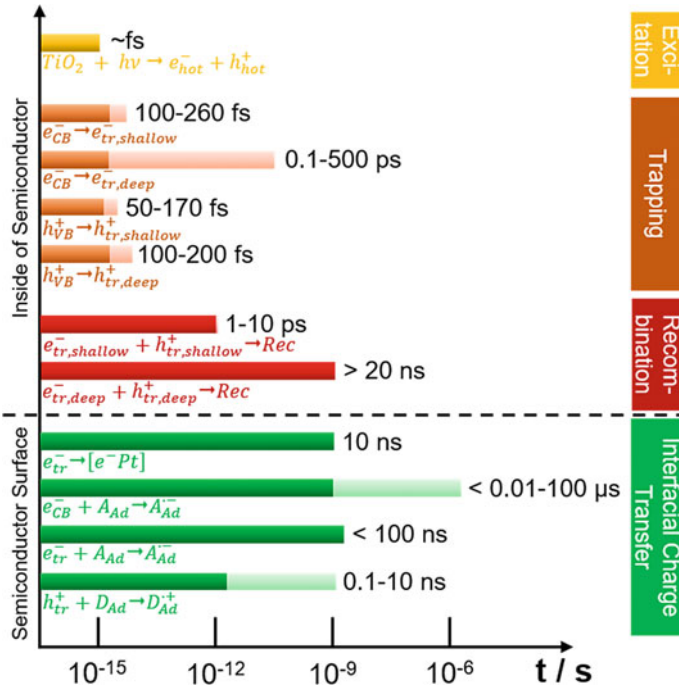 ~fs
TiO₂ + hν → e⁻hot + h⁺hot
Exci-
tation
100-260 fs
e⁻CB → e⁻tr,shallow
0.1-500 ps
e⁻CB → e⁻tr,deep
50-170 fs
h⁺VB → h⁺tr,shallow
100-200 fs
h⁺VB → h⁺tr,deep
Trapping
Inside of Semiconductor
1-10 ps
e⁻tr,shallow + h⁺tr,shallow → Rec
> 20 ns
e⁻tr,deep + h⁺tr,deep → Rec
Recom-
bination
10 ns
e⁻tr → [e⁻Pt]
< 0.01-100 µs
e⁻CB + AAd → A·⁻Ad
< 100 ns
e⁻tr + AAd → A·⁻Ad
0.1-10 ns
h⁺tr + DAd → D·⁺Ad
Interfacial Charge
Transfer
Semiconductor Surface
10⁻¹⁵ 10⁻¹² 10⁻⁹ 10⁻⁶ t / s